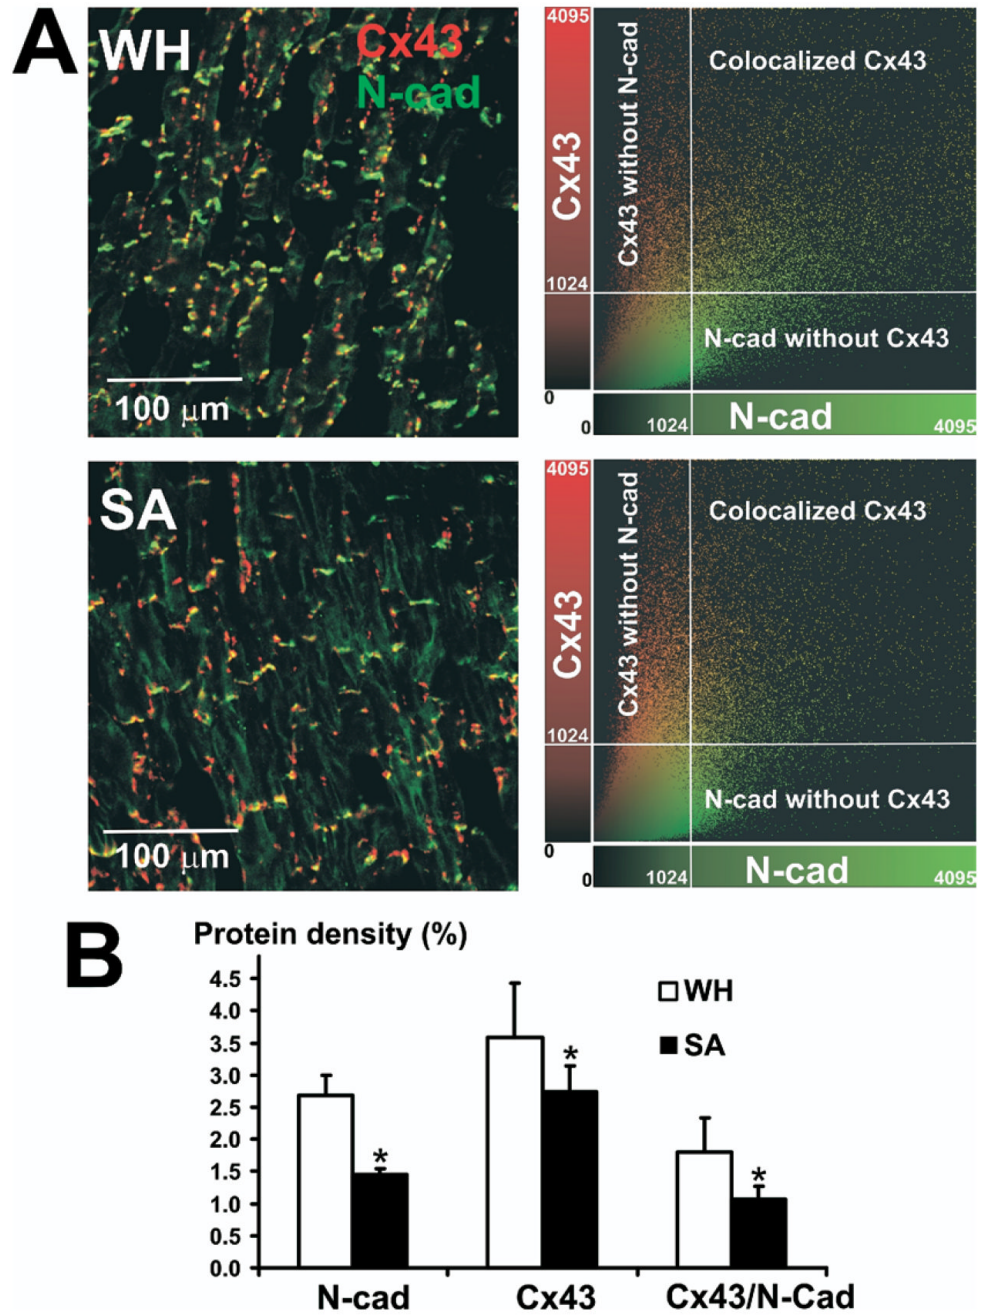 A
WH
Cx43
N-cad
100 μm
4095
Cx43
1024
0
Cx43 without N-cad
Colocalized Cx43
N-cad without Cx43
0
1024
N-cad
4095
SA
100 μm
4095
Cx43
1024
0
Cx43 without N-cad
Colocalized Cx43
N-cad without Cx43
0
1024
N-cad
4095
B
Protein density (%)
4.5
4.0
3.5
3.0
2.5
2.0
1.5
1.0
0.5
0.0
WH
SA
*
*
*
N-cad
Cx43
Cx43/N-Cad